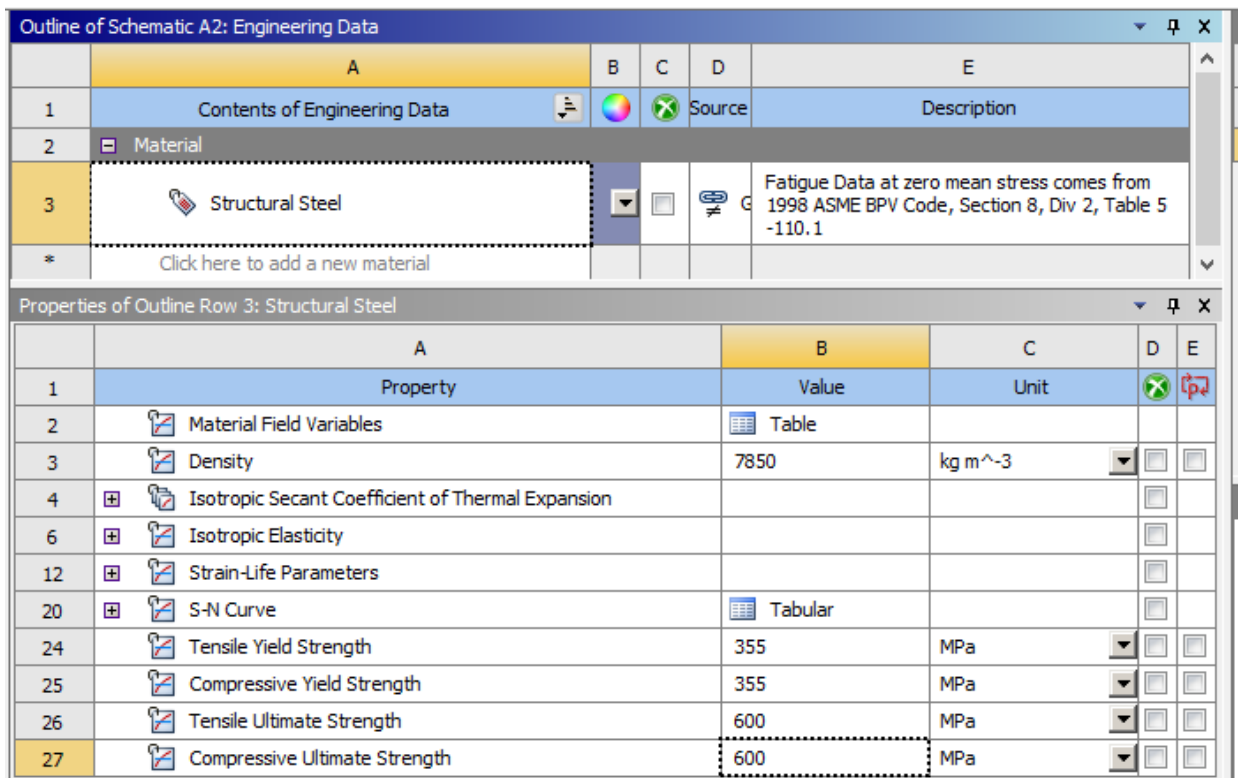 Outline of Schematic A2: Engineering Data
A B C D E
1 Contents of Engineering Data Source Description
2 Material
3 Structural Steel G Fatigue Data at zero mean stress comes from
1998 ASME BPV Code, Section 8, Div 2, Table 5
-110.1
* Click here to add a new material
Properties of Outline Row 3: Structural Steel
A B C D E
1 Property Value Unit
2 Material Field Variables Table
3 Density 7850 kg m^-3
4 Isotropic Secant Coefficient of Thermal Expansion
6 Isotropic Elasticity
12 Strain-Life Parameters
20 S-N Curve Tabular
24 Tensile Yield Strength 355 MPa
25 Compressive Yield Strength 355 MPa
26 Tensile Ultimate Strength 600 MPa
27 Compressive Ultimate Strength 600 MPa